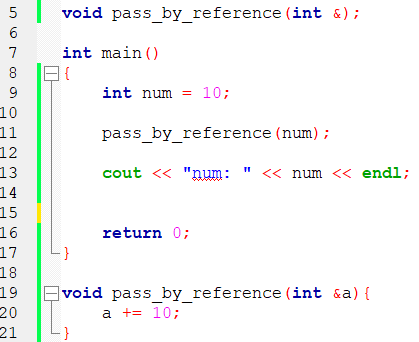 5 void pass_by_reference(int &);
6
7 int main()
8 {
9 int num = 10;
10
11 pass_by_reference(num);
12
13 cout << "num: " << num << endl;
14
15
16 return 0;
17 }
18
19 void pass_by_reference(int &a){
20 a += 10;
21 }